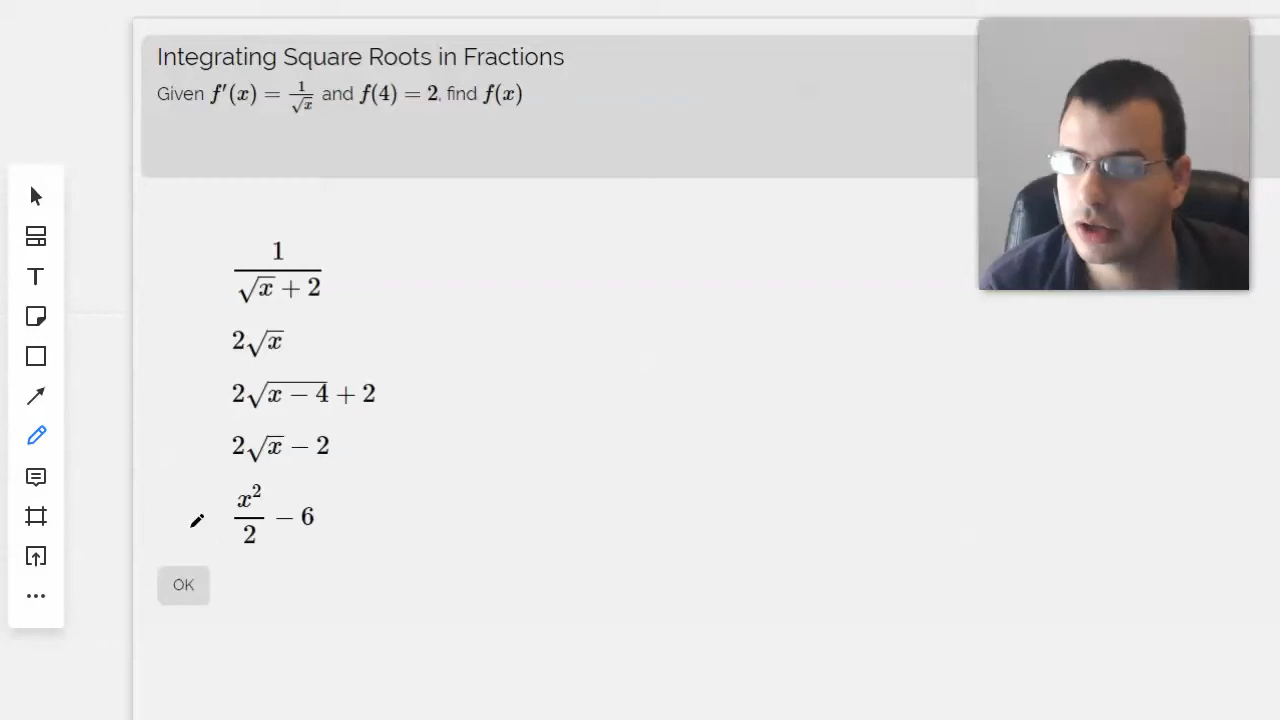 Integrating Square Roots in Fractions
Given f′(x) = 1/√x and f(4) = 2, find f(x)
1/(√x + 2)
2√x
2√(x − 4) + 2
2√x − 2
x²/2 − 6
OK
T